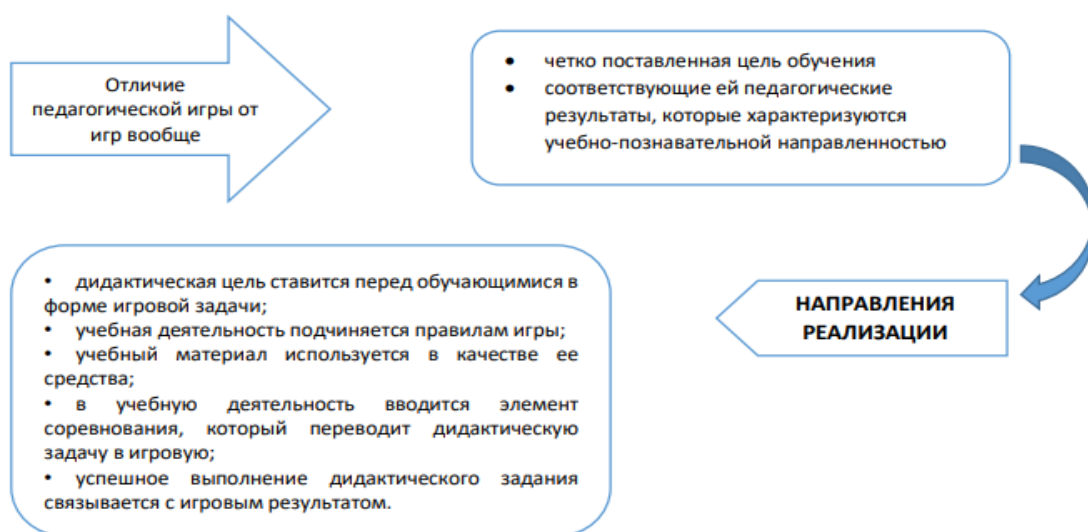 Отличие
педагогической игры от
игр вообще
• четко поставленная цель обучения
• соответствующие ей педагогические
результаты, которые характеризуются
учебно-познавательной направленностью
НАПРАВЛЕНИЯ
РЕАЛИЗАЦИИ
• дидактическая цель ставится перед обучающимися в
форме игровой задачи;
• учебная деятельность подчиняется правилам игры;
• учебный материал используется в качестве ее
средства;
• в учебную деятельность вводится элемент
соревнования, который переводит дидактическую
задачу в игровую;
• успешное выполнение дидактического задания
связывается с игровым результатом.